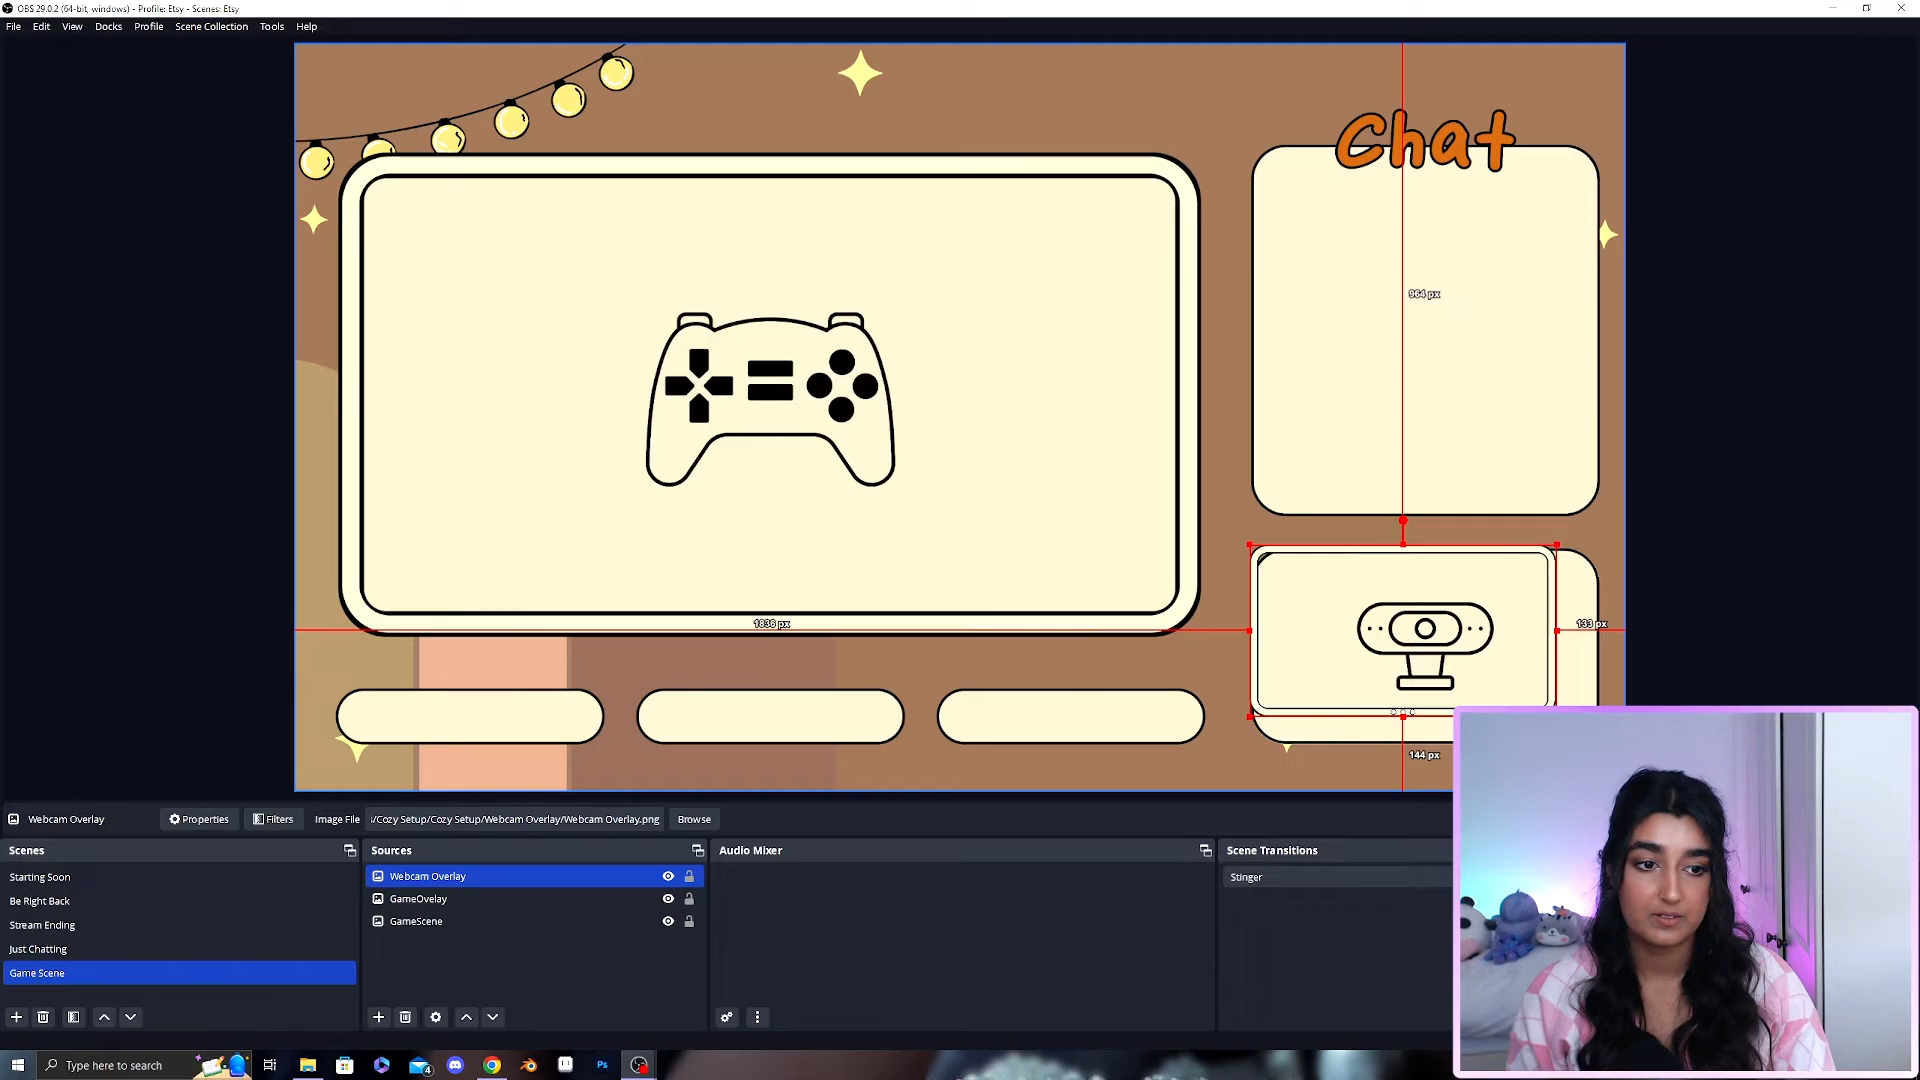 OBS 29.0.2 (64-bit, windows) - Profile: Etsy - Scenes: Etsy
File Edit View Docks Profile Scene Collection Tools Help
Chat
964 px
1836 px
133 px
144 px
Webcam Overlay Properties Filters Image File /Cozy Setup/Cozy Setup/Webcam Overlay/Webcam Overlay.png Browse
Scenes Sources Audio Mixer Scene Transitions
Starting Soon
Be Right Back
Stream Ending
Just Chatting
Game Scene
Webcam Overlay
GameOvelay
GameScene
Stinger
Type here to search
4
Ps